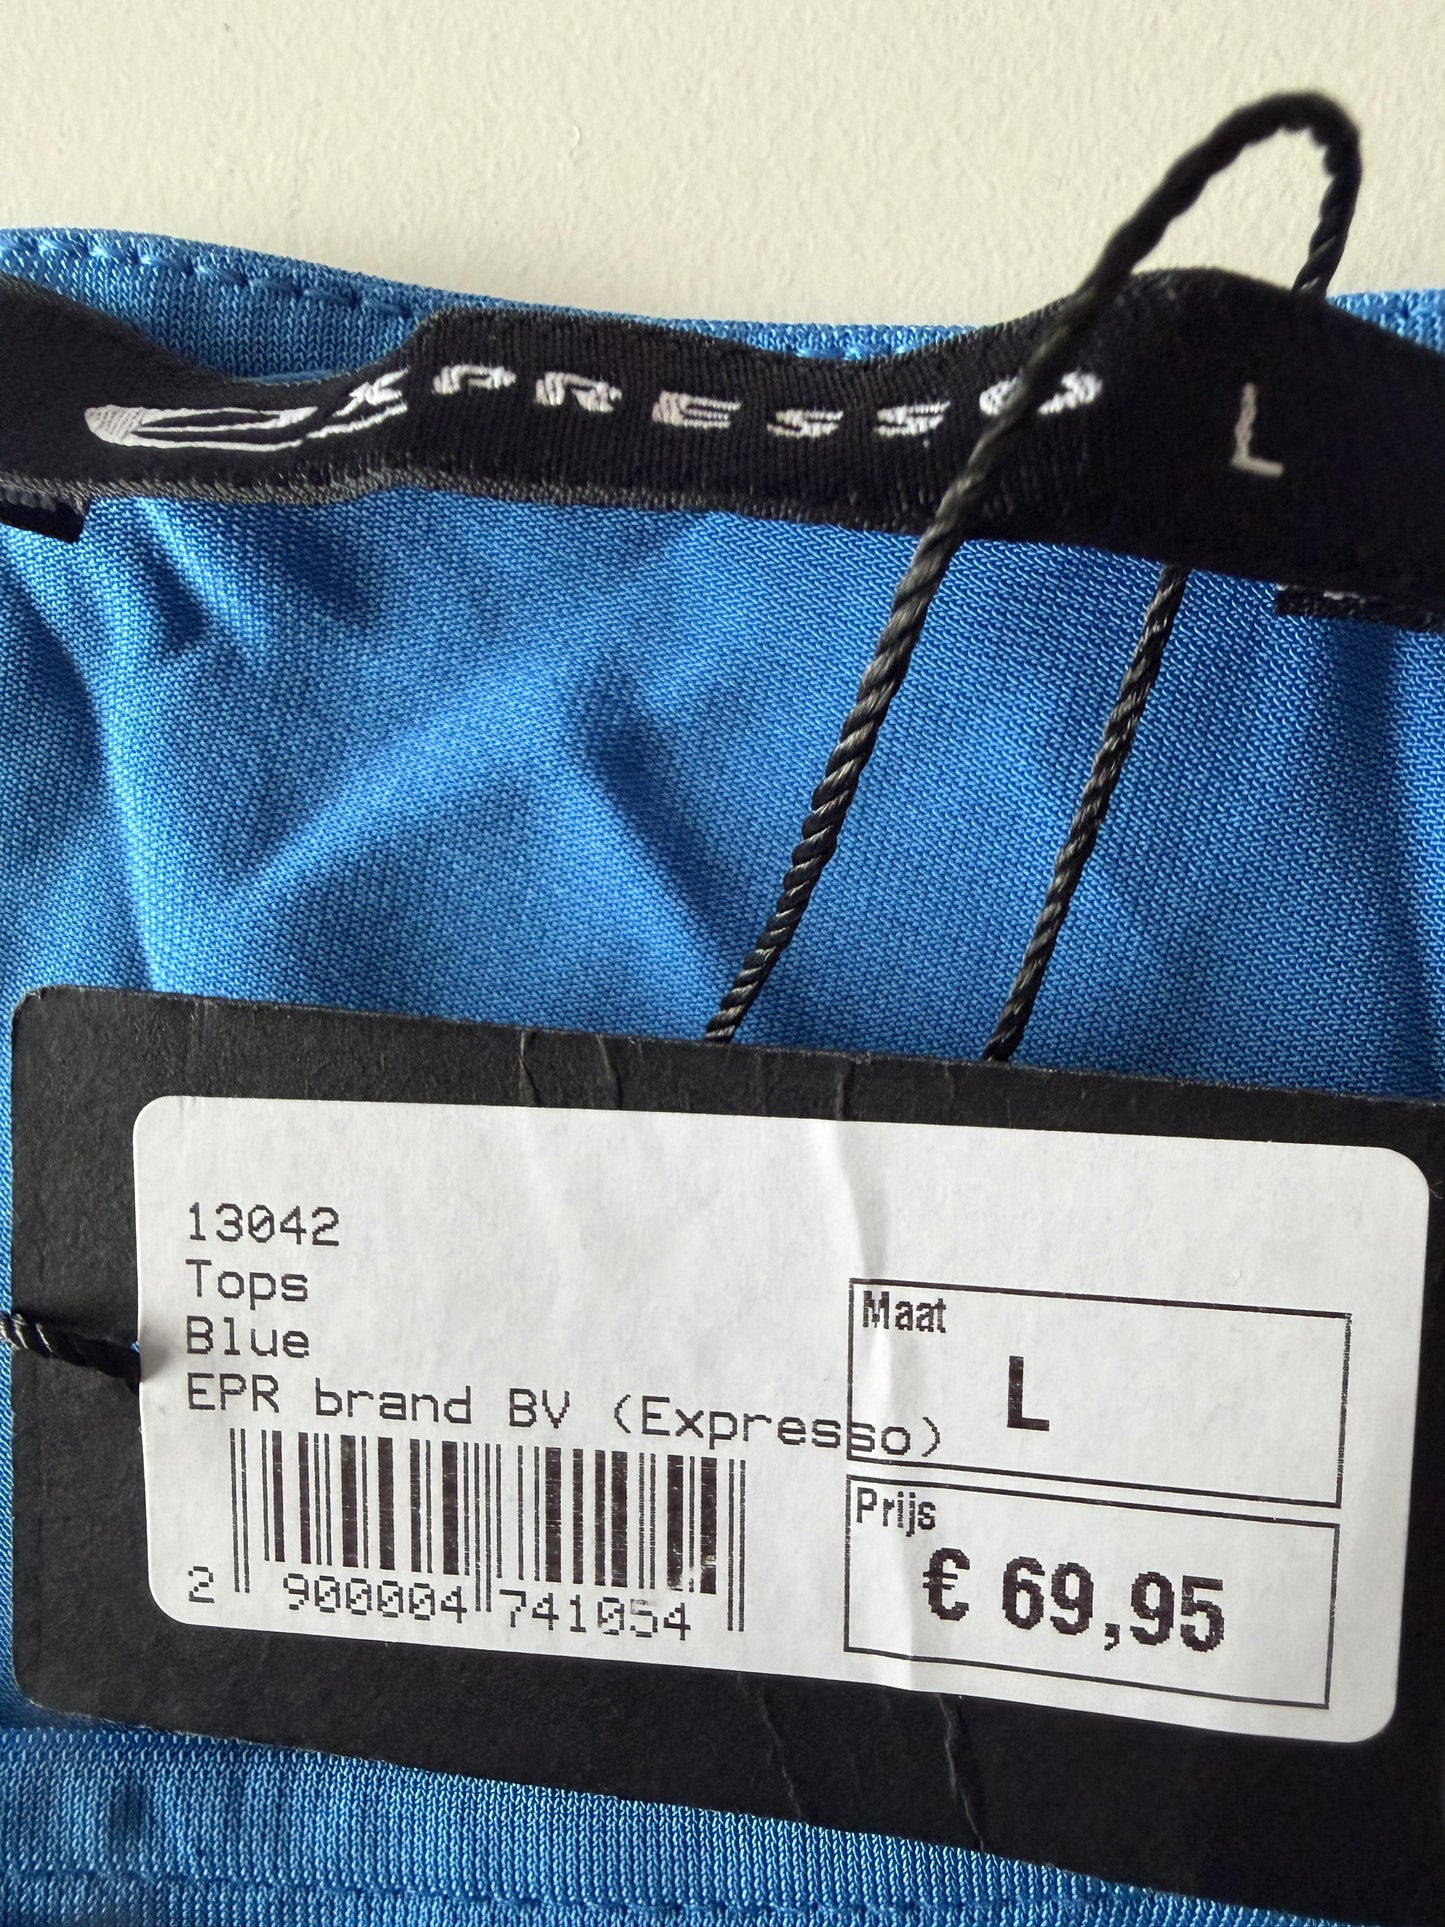 EXPRESSO L
13042
Tops
Blue
EPR brand BV (Expresso)
2 900004 741054
Maat
L
Prijs
€ 69,95